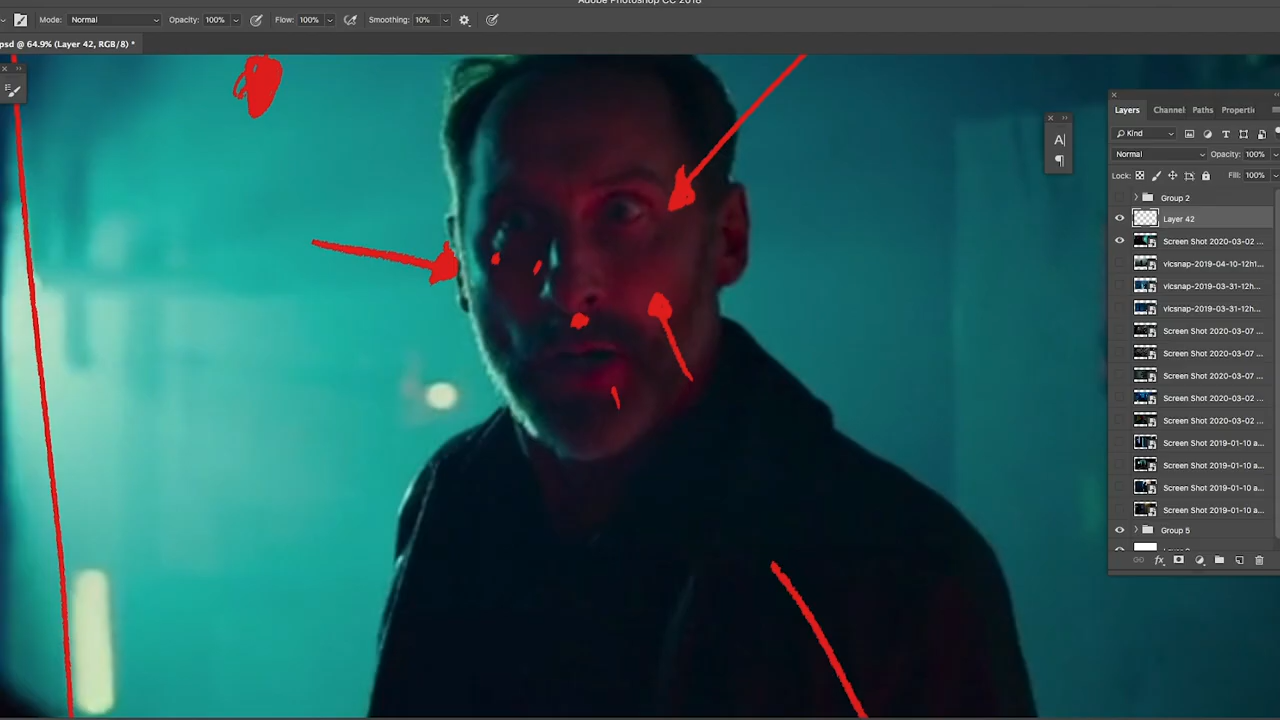 Adobe Photoshop CC 2018
Mode: Normal Opacity: 100% Flow: 100% Smoothing: 10%
psd @ 64.9% (Layer 42, RGB/8) *
Layers Channel Paths Properti
Kind
Normal Opacity: 100%
Lock: Fill: 100%
Group 2
Layer 42
Screen Shot 2020-03-02 ...
vlcsnap-2019-04-10-12h1...
vlcsnap-2019-03-31-12h...
vlcsnap-2019-03-31-12h...
Screen Shot 2020-03-07 ...
Screen Shot 2020-03-07 ...
Screen Shot 2020-03-07 ...
Screen Shot 2020-03-02 ...
Screen Shot 2020-03-02 ...
Screen Shot 2019-01-10 a...
Screen Shot 2019-01-10 a...
Screen Shot 2019-01-10 a...
Screen Shot 2019-01-10 a...
Group 5